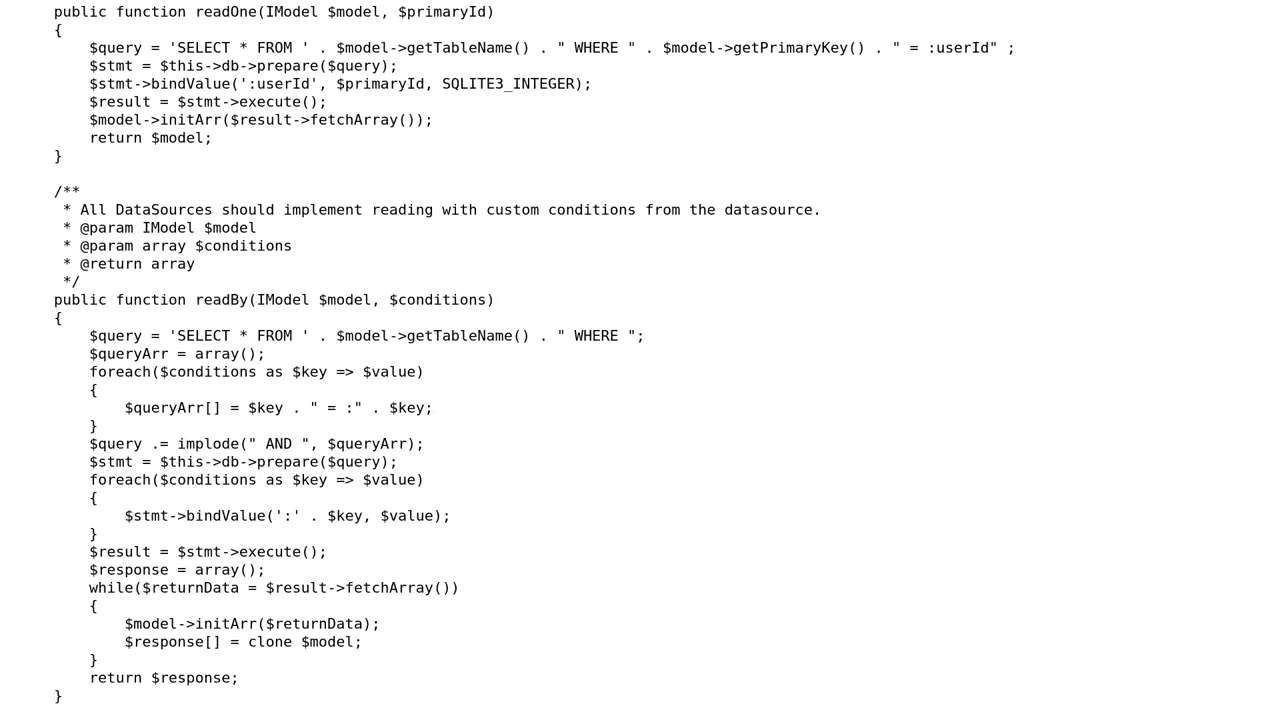 public function readOne(IModel $model, $primaryId)
{
    $query = 'SELECT * FROM ' . $model->getTableName() . " WHERE " . $model->getPrimaryKey() . " = :userId" ;
    $stmt = $this->db->prepare($query);
    $stmt->bindValue(':userId', $primaryId, SQLITE3_INTEGER);
    $result = $stmt->execute();
    $model->initArr($result->fetchArray());
    return $model;
}

/**
 * All DataSources should implement reading with custom conditions from the datasource.
 * @param IModel $model
 * @param array $conditions
 * @return array
 */
public function readBy(IModel $model, $conditions)
{
    $query = 'SELECT * FROM ' . $model->getTableName() . " WHERE ";
    $queryArr = array();
    foreach($conditions as $key => $value)
    {
        $queryArr[] = $key . " = :" . $key;
    }
    $query .= implode(" AND ", $queryArr);
    $stmt = $this->db->prepare($query);
    foreach($conditions as $key => $value)
    {
        $stmt->bindValue(':' . $key, $value);
    }
    $result = $stmt->execute();
    $response = array();
    while($returnData = $result->fetchArray())
    {
        $model->initArr($returnData);
        $response[] = clone $model;
    }
    return $response;
}